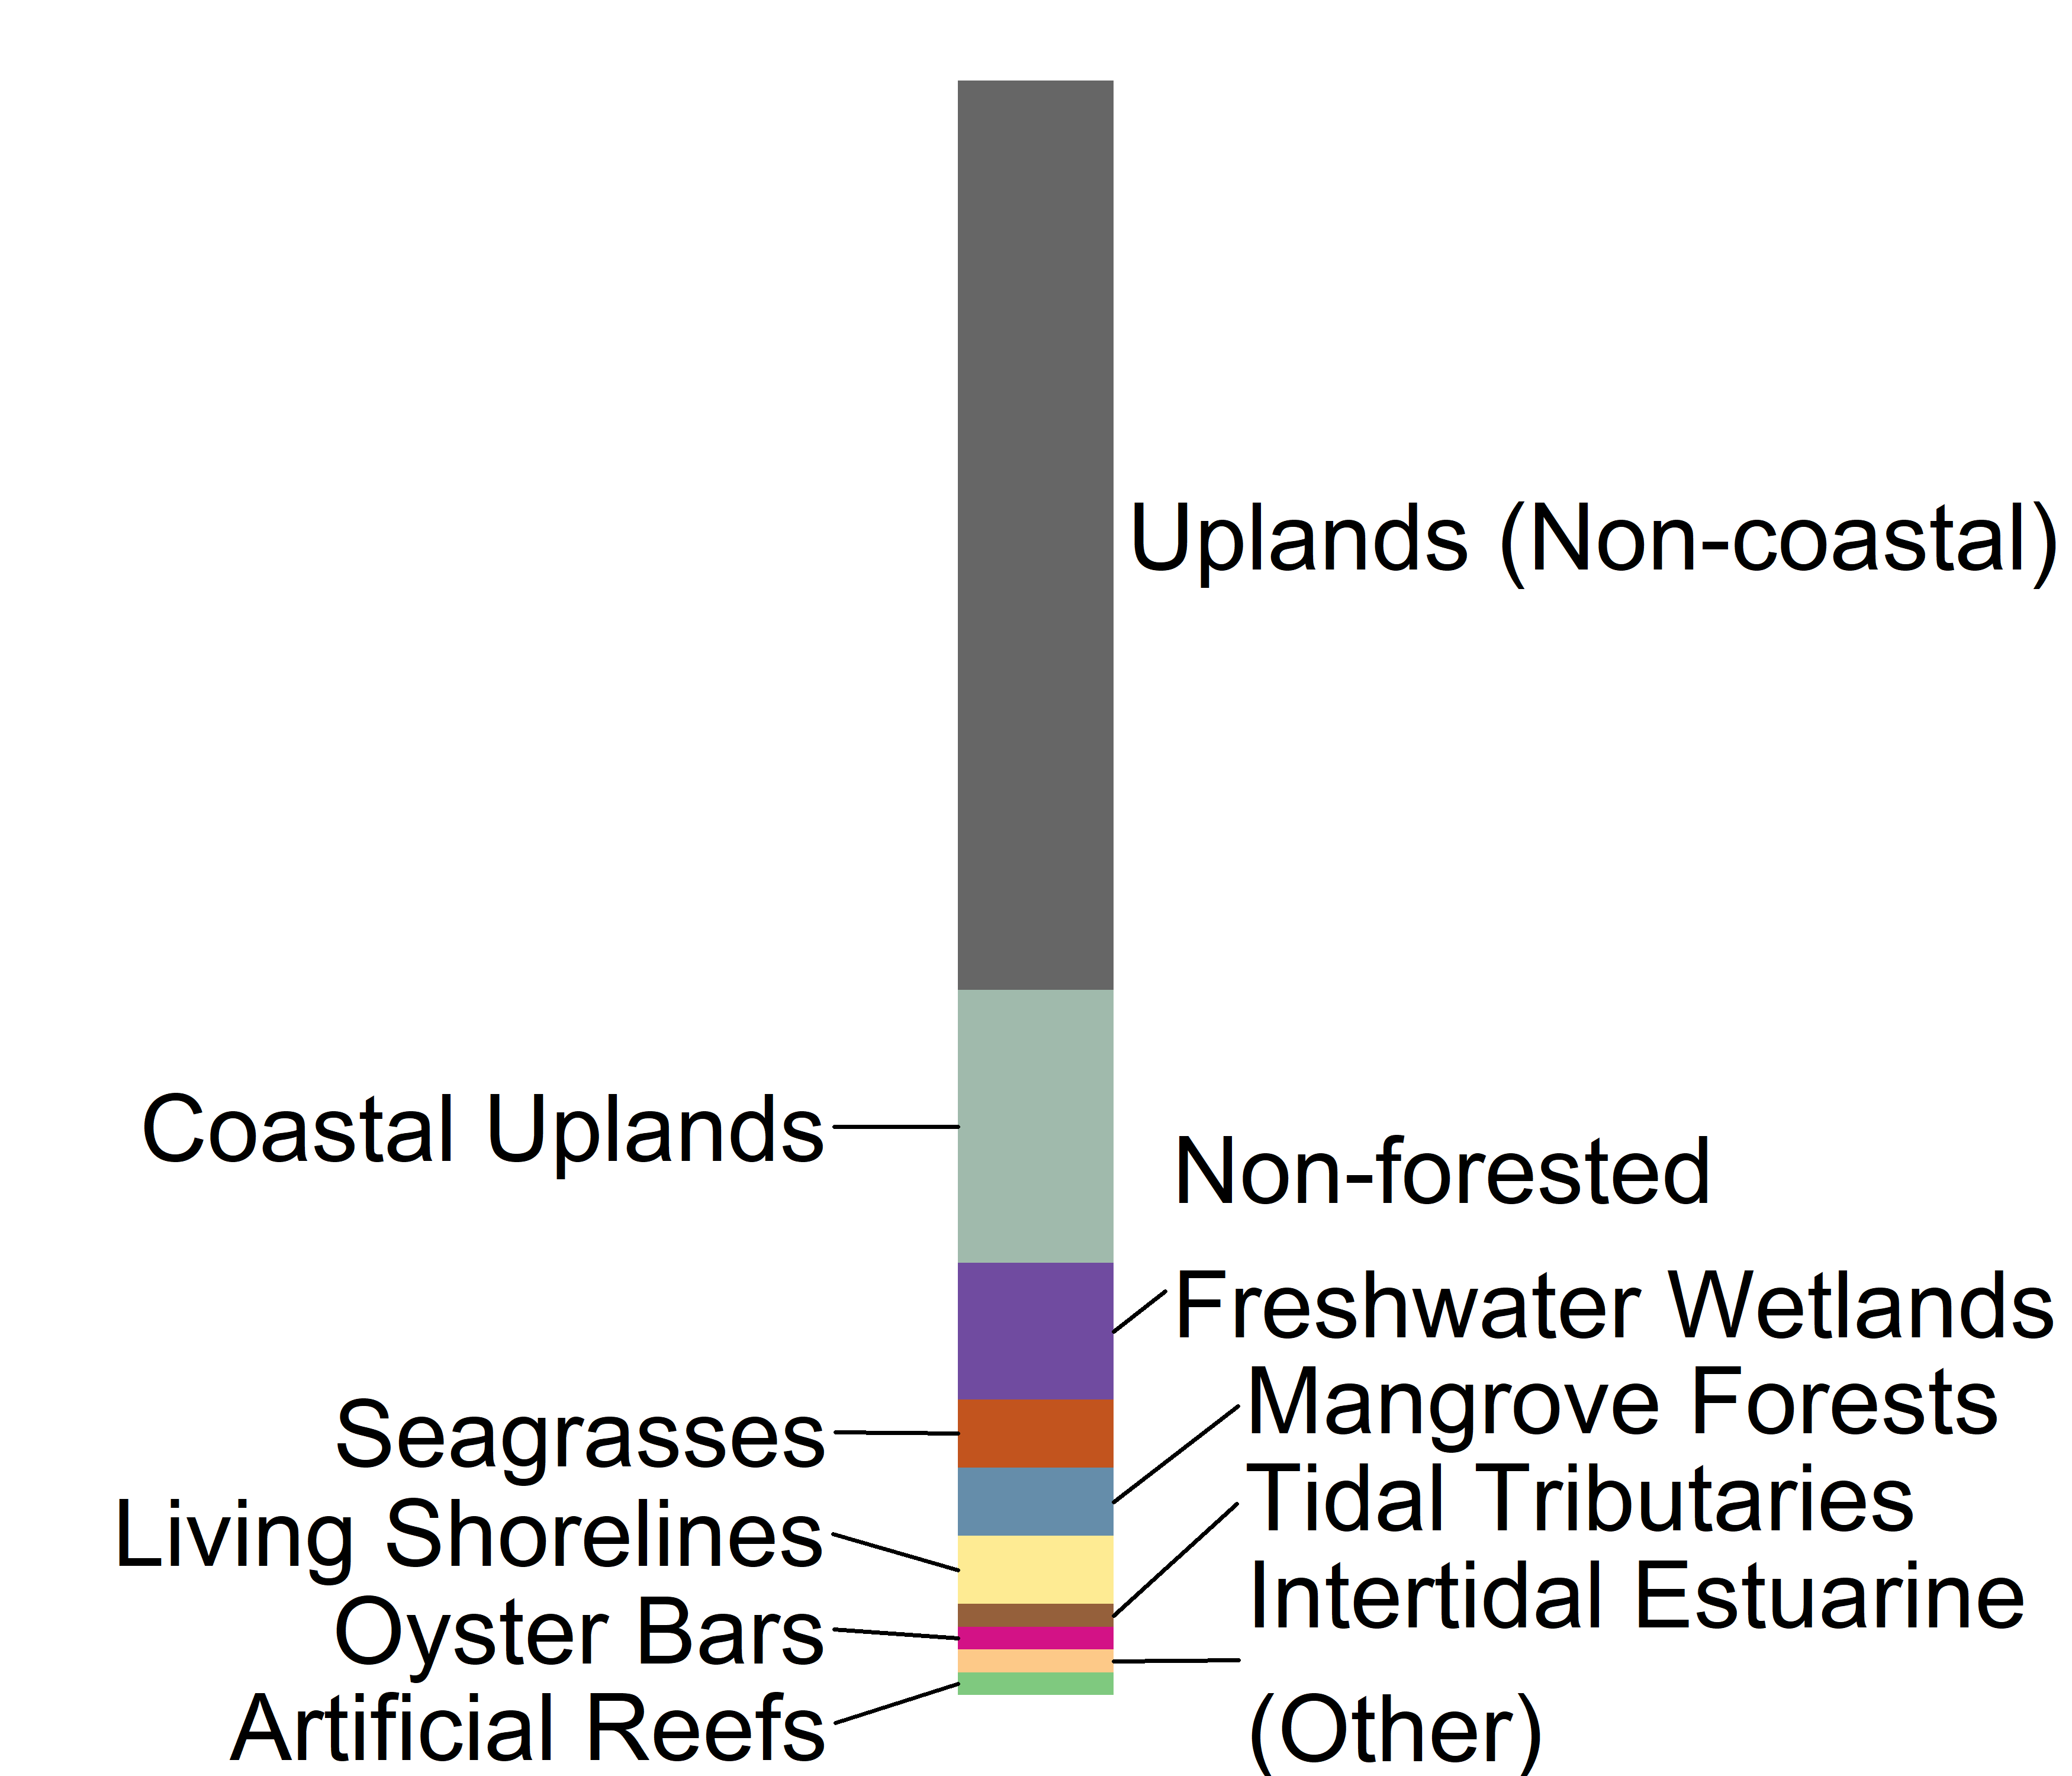 Uplands (Non-coastal)
Coastal Uplands
Non-forested
Freshwater Wetlands
Seagrasses
Mangrove Forests
Living Shorelines
Tidal Tributaries
Oyster Bars
Intertidal Estuarine
(Other)
Artificial Reefs